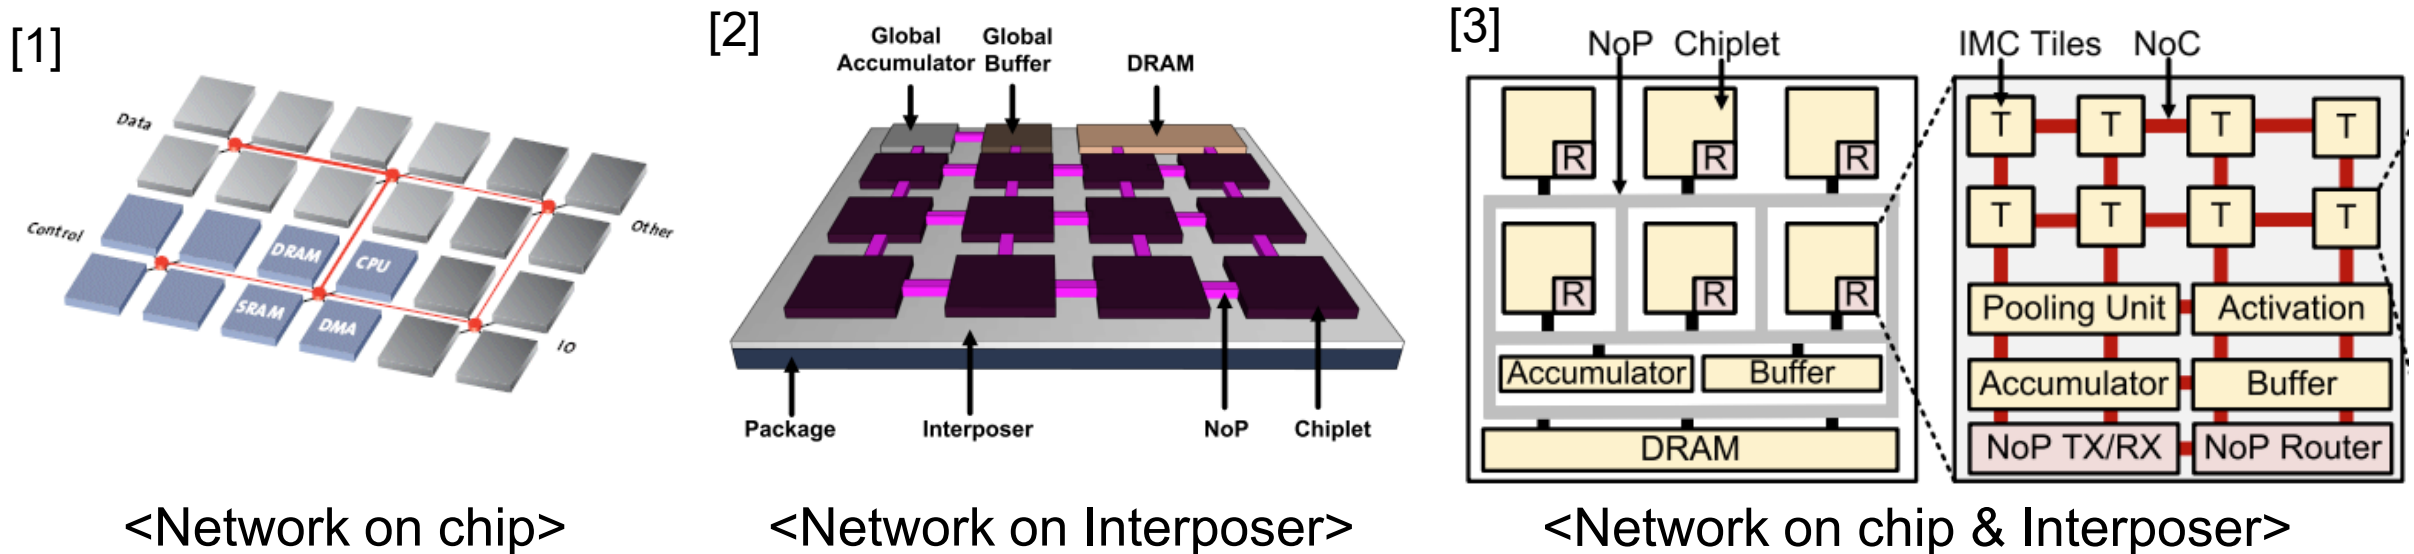 [1]
Data
Control
DRAM
CPU
SRAM
DMA
Other
IO
<Network on chip>
[2]
Global
Accumulator
Global
Buffer
DRAM
Package
Interposer
NoP
Chiplet
<Network on Interposer>
[3]
NoP
Chiplet
R
R
R
R
R
R
Accumulator
Buffer
DRAM
IMC Tiles
NoC
T
T
T
T
T
T
T
T
Pooling Unit
Activation
Accumulator
Buffer
NoP TX/RX
NoP Router
<Network on chip & Interposer>